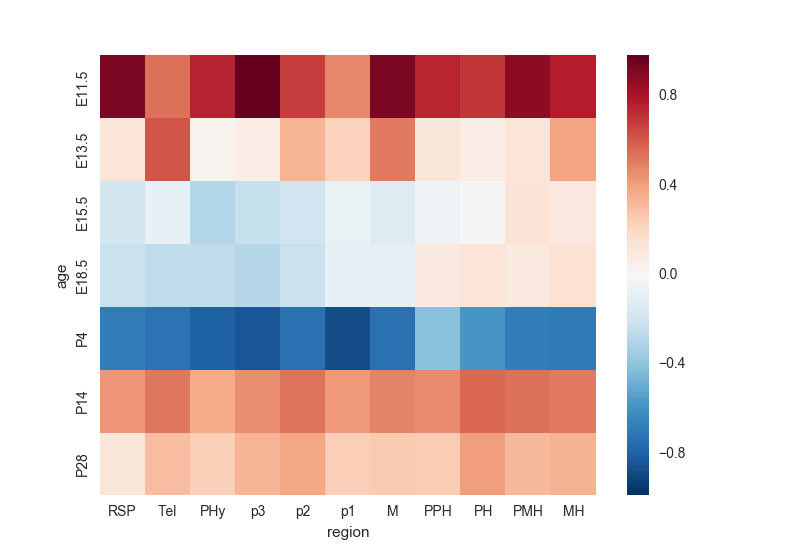 E11.5
E13.5
E15.5
E18.5
P4
P14
P28
age
RSP Tel PHy p3 p2 p1 M PPH PH PMH MH
region
0.8
0.4
0.0
−0.4
−0.8